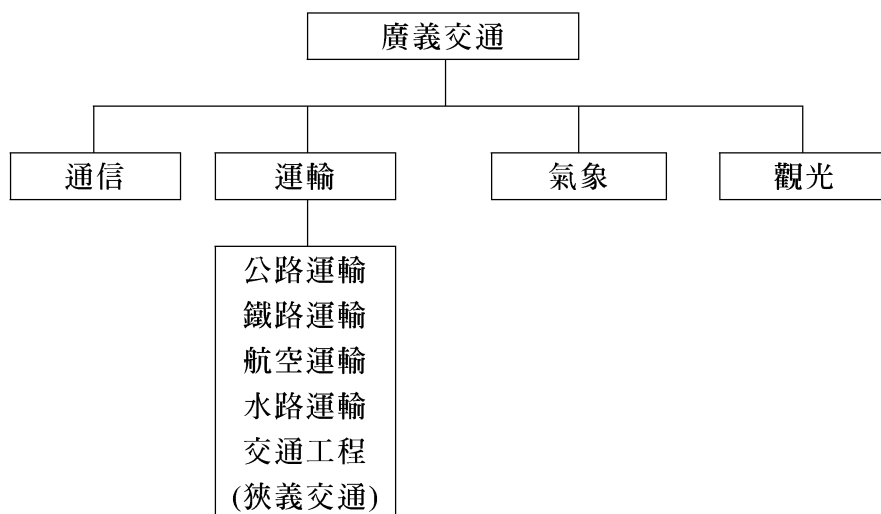 廣義交通
通信
運輸
氣象
觀光
公路運輸
鐵路運輸
航空運輸
水路運輸
交通工程
(狹義交通)